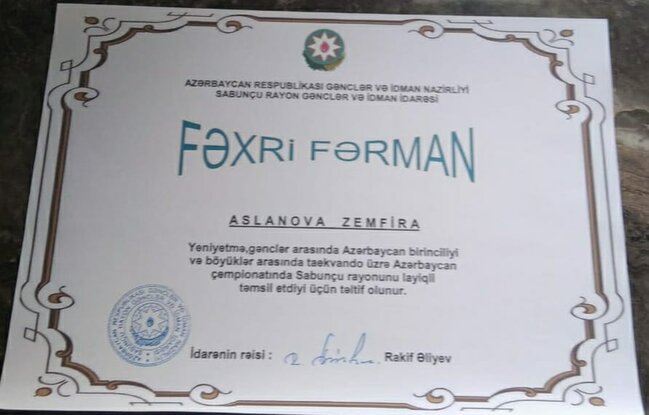 AZƏRBAYCAN RESPUBLİKASI GƏNCLƏR VƏ İDMAN NAZİRLİYİ
SABUNÇU RAYON GƏNCLƏR VƏ İDMAN İDARƏSİ
FƏXRİ FƏRMAN
ASLANOVA ZEMFİRA
Yeniyetmə,gənclər arasında Azərbaycan birinciliyi
və böyüklər arasında taekvando üzrə Azərbaycan
çempionatında Sabunçu rayonunu layiqil
təmsil etdiyi üçün təltif olunur.
İdarənin rəisi : Rakif Əliyev